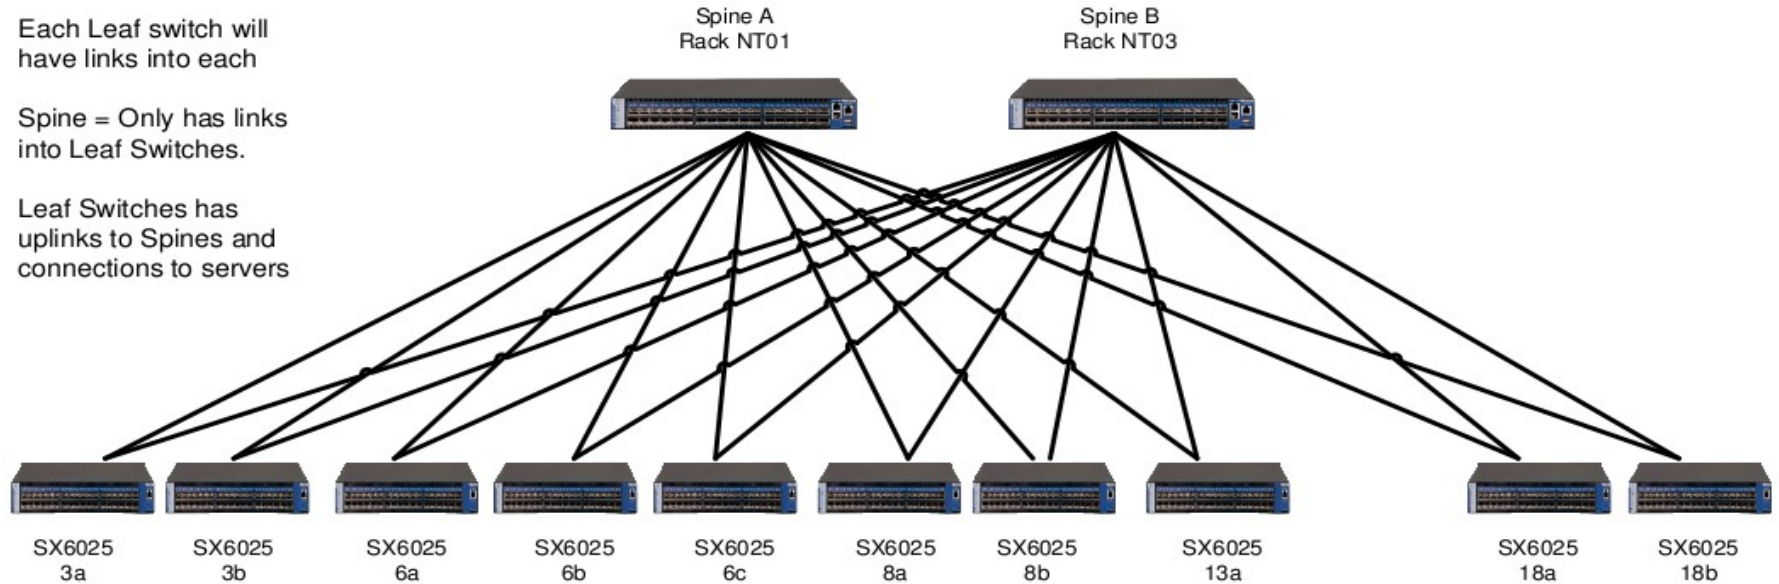 Each Leaf switch will
have links into each
Spine = Only has links
into Leaf Switches.
Leaf Switches has
uplinks to Spines and
connections to servers
Spine A
Rack NT01
Spine B
Rack NT03
SX6025
3a
SX6025
3b
SX6025
6a
SX6025
6b
SX6025
6c
SX6025
8a
SX6025
8b
SX6025
13a
SX6025
18a
SX6025
18b